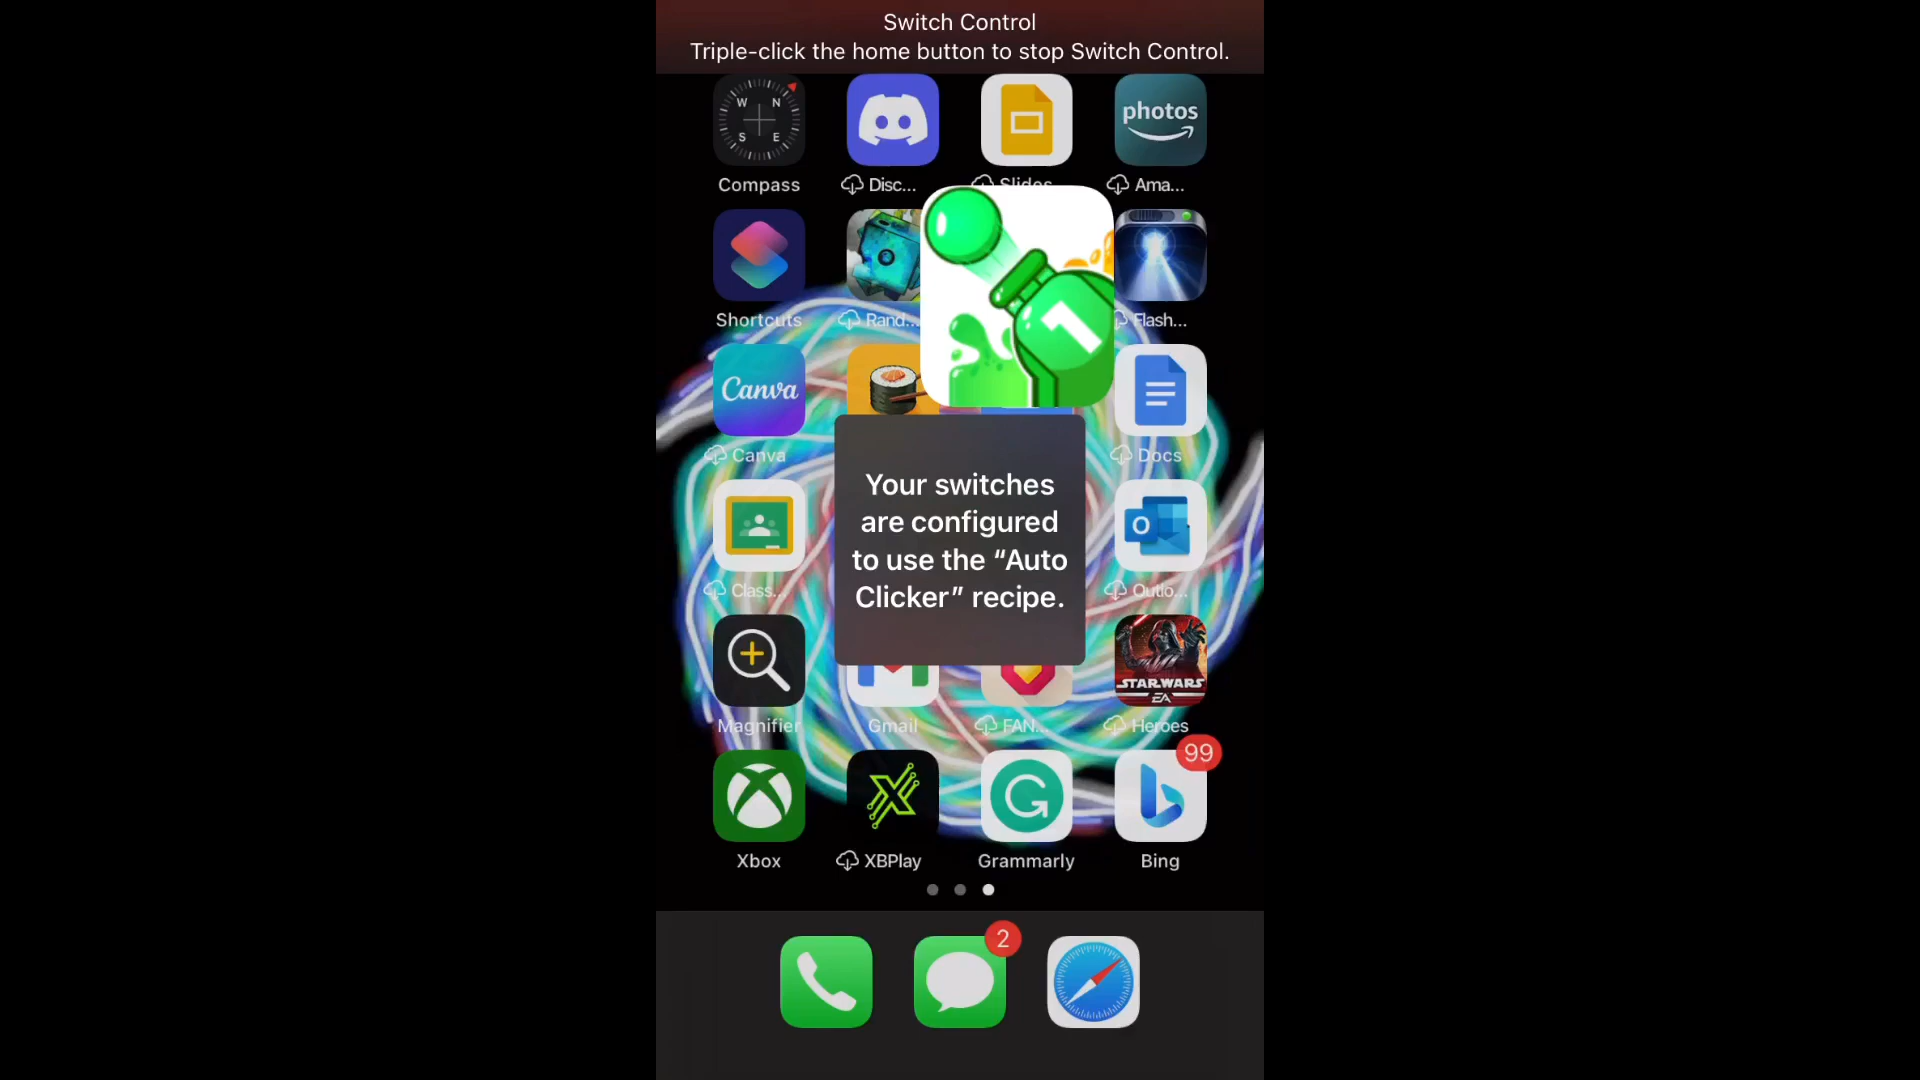 Switch Control
Triple-click the home button to stop Switch Control.
W N
S E
photos
Compass
Disc...
Slides
Ama...
1
Shortcuts
Rand...
Flash...
Canva
Canva
Docs
Your switches
are configured
to use the “Auto
Clicker” recipe.
O
Class...
Outlo...
STAR WARS
EA
Magnifier
Gmail
FAN...
Heroes
99
Xbox
XBPlay
Grammarly
Bing
2